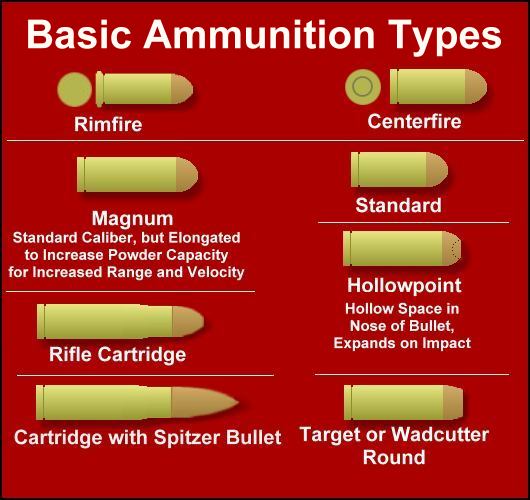 Basic Ammunition Types
Rimfire
Centerfire
Magnum
Standard Caliber, but Elongated
to Increase Powder Capacity
for Increased Range and Velocity
Standard
Hollowpoint
Hollow Space in
Nose of Bullet,
Expands on Impact
Rifle Cartridge
Cartridge with Spitzer Bullet
Target or Wadcutter
Round